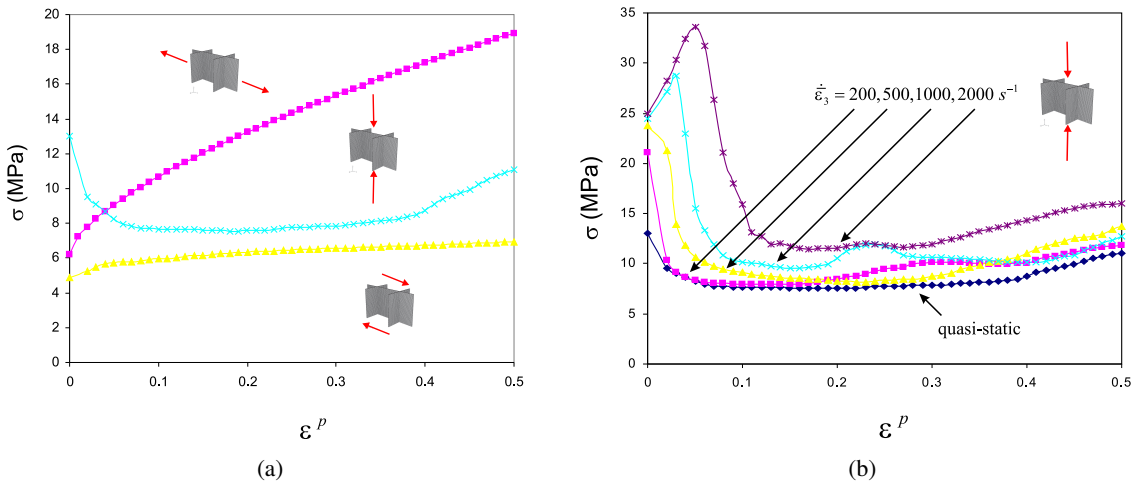 20
18
16
14
12
10
8
6
4
2
0
σ (MPa)
0 0.1 0.2 0.3 0.4 0.5
ε^p
(a)
35
30
25
20
15
10
5
0
σ (MPa)
ε̄̇₃ = 200,500,1000,2000 s⁻¹
quasi-static
0 0.1 0.2 0.3 0.4 0.5
ε^p
(b)